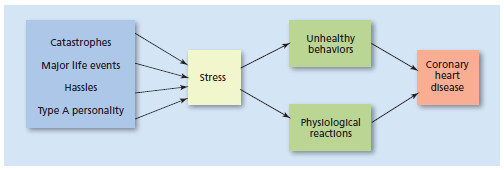 Catastrophes
Major life events
Hassles
Type A personality
Stress
Unhealthy
behaviors
Physiological
reactions
Coronary
heart
disease